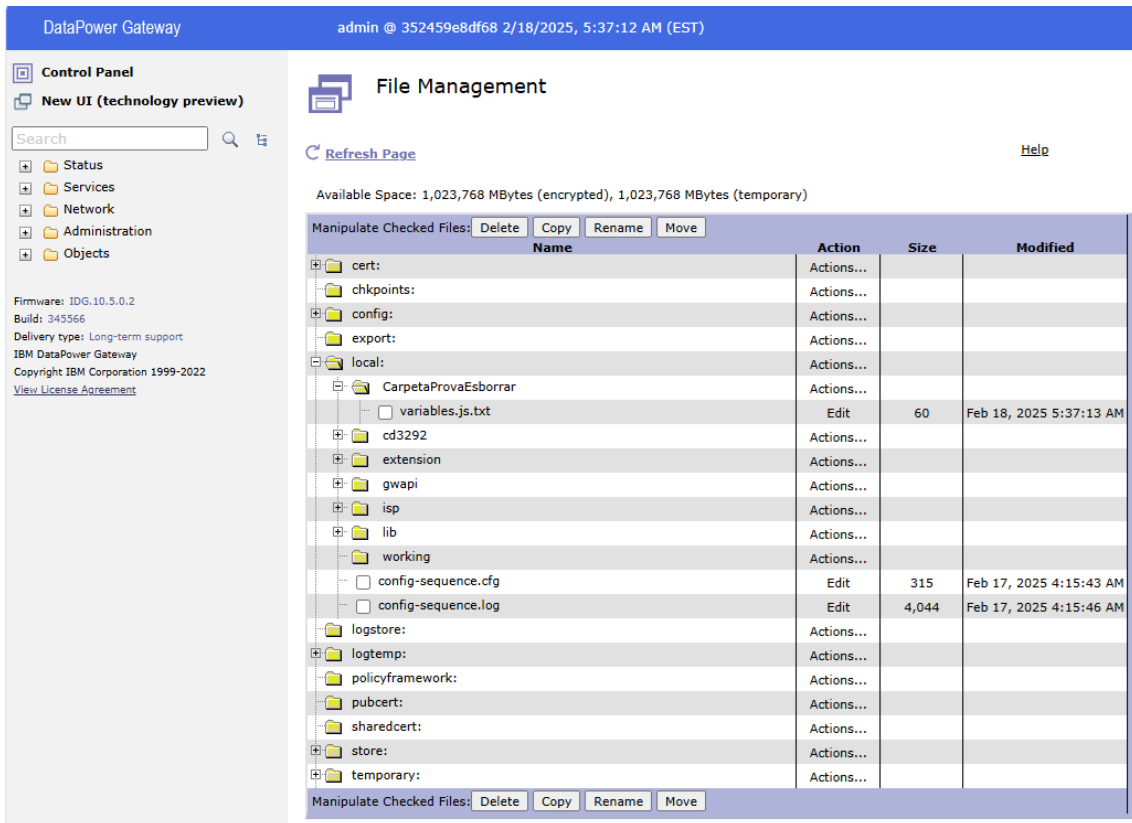 DataPower Gateway
admin @ 352459e8df68 2/18/2025, 5:37:12 AM (EST)
Control Panel
New UI (technology preview)
Search
Status
Services
Network
Administration
Objects
Firmware: IDG.10.5.0.2
Build: 345566
Delivery type: Long-term support
IBM DataPower Gateway
Copyright IBM Corporation 1999-2022
View License Agreement
File Management
Refresh Page
Help
Available Space: 1,023,768 MBytes (encrypted), 1,023,768 MBytes (temporary)
Manipulate Checked Files: Delete Copy Rename Move
Name Action Size Modified
cert: Actions...
chkpoints: Actions...
config: Actions...
export: Actions...
local: Actions...
CarpetaProvaEsborrar Actions...
variables.js.txt Edit 60 Feb 18, 2025 5:37:13 AM
cd3292 Actions...
extension Actions...
gwapi Actions...
isp Actions...
lib Actions...
working Actions...
config-sequence.cfg Edit 315 Feb 17, 2025 4:15:43 AM
config-sequence.log Edit 4,044 Feb 17, 2025 4:15:46 AM
logstore: Actions...
logtemp: Actions...
policyframework: Actions...
pubcert: Actions...
sharedcert: Actions...
store: Actions...
temporary: Actions...
Manipulate Checked Files: Delete Copy Rename Move